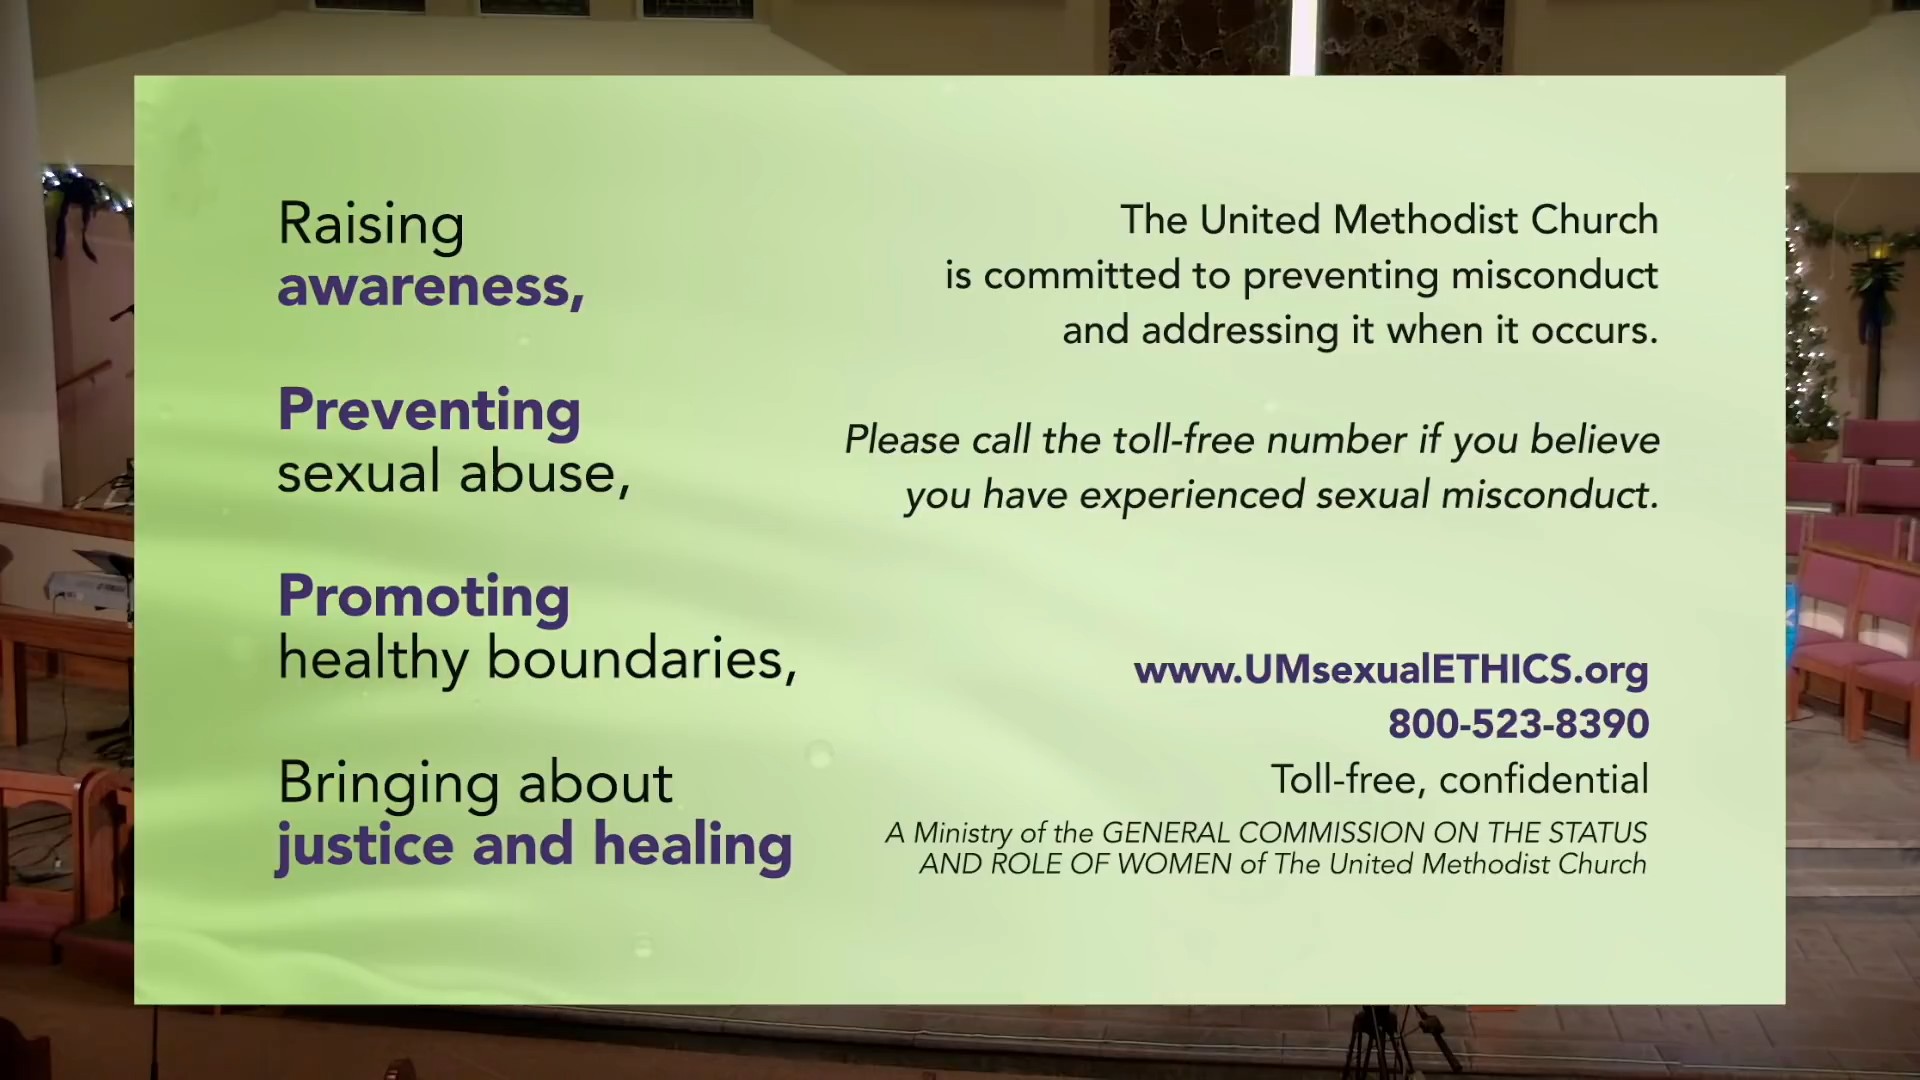 Raising
awareness,
Preventing
sexual abuse,
Promoting
healthy boundaries,
Bringing about
justice and healing
The United Methodist Church
is committed to preventing misconduct
and addressing it when it occurs.
Please call the toll-free number if you believe
you have experienced sexual misconduct.
www.UMsexualETHICS.org
800-523-8390
Toll-free, confidential
A Ministry of the GENERAL COMMISSION ON THE STATUS
AND ROLE OF WOMEN of The United Methodist Church